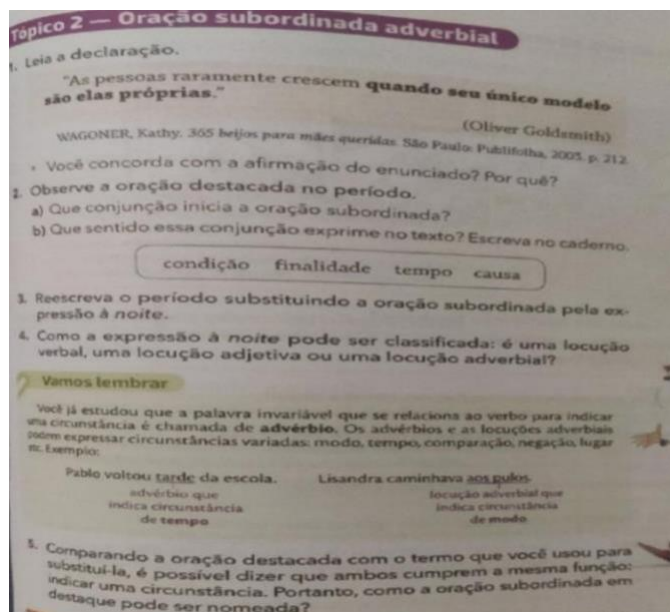 Tópico 2 — Oração subordinada adverbial
1. Leia a declaração.
"As pessoas raramente crescem quando seu único modelo
são elas próprias."
(Oliver Goldsmith)
WAGONER, Kathy. 365 beijos para mães queridas. São Paulo: Publifolha, 2005. p. 212.
• Você concorda com a afirmação do enunciado? Por quê?
2. Observe a oração destacada no período.
a) Que conjunção inicia a oração subordinada?
b) Que sentido essa conjunção exprime no texto? Escreva no caderno.
condição finalidade tempo causa
3. Reescreva o período substituindo a oração subordinada pela ex-
pressão à noite.
4. Como a expressão à noite pode ser classificada: é uma locução
verbal, uma locução adjetiva ou uma locução adverbial?
Vamos lembrar
Você já estudou que a palavra invariável que se relaciona ao verbo para indicar
uma circunstância é chamada de advérbio. Os advérbios e as locuções adverbiais
podem expressar circunstâncias variadas: modo, tempo, comparação, negação, lugar
etc. Exemplo:
Pablo voltou tarde da escola. Lisandra caminhava aos pulos.
advérbio que locução adverbial que
indica circunstância indica circunstância
de tempo de modo
5. Comparando a oração destacada com o termo que você usou para
substituí-la, é possível dizer que ambos cumprem a mesma função:
indicar uma circunstância. Portanto, como a oração subordinada em
destaque pode ser nomeada?